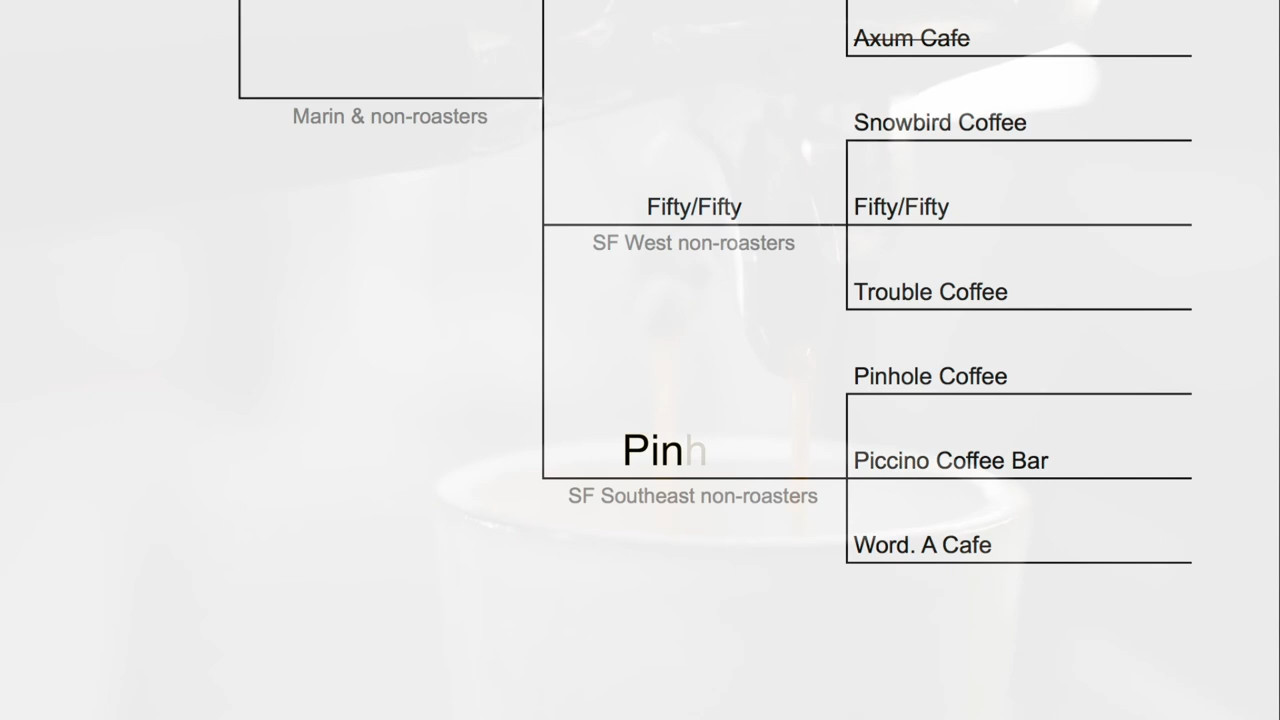 Axum Cafe
Marin & non-roasters
Snowbird Coffee
Fifty/Fifty
Fifty/Fifty
SF West non-roasters
Trouble Coffee
Pinhole Coffee
Pinh
Piccino Coffee Bar
SF Southeast non-roasters
Word. A Cafe